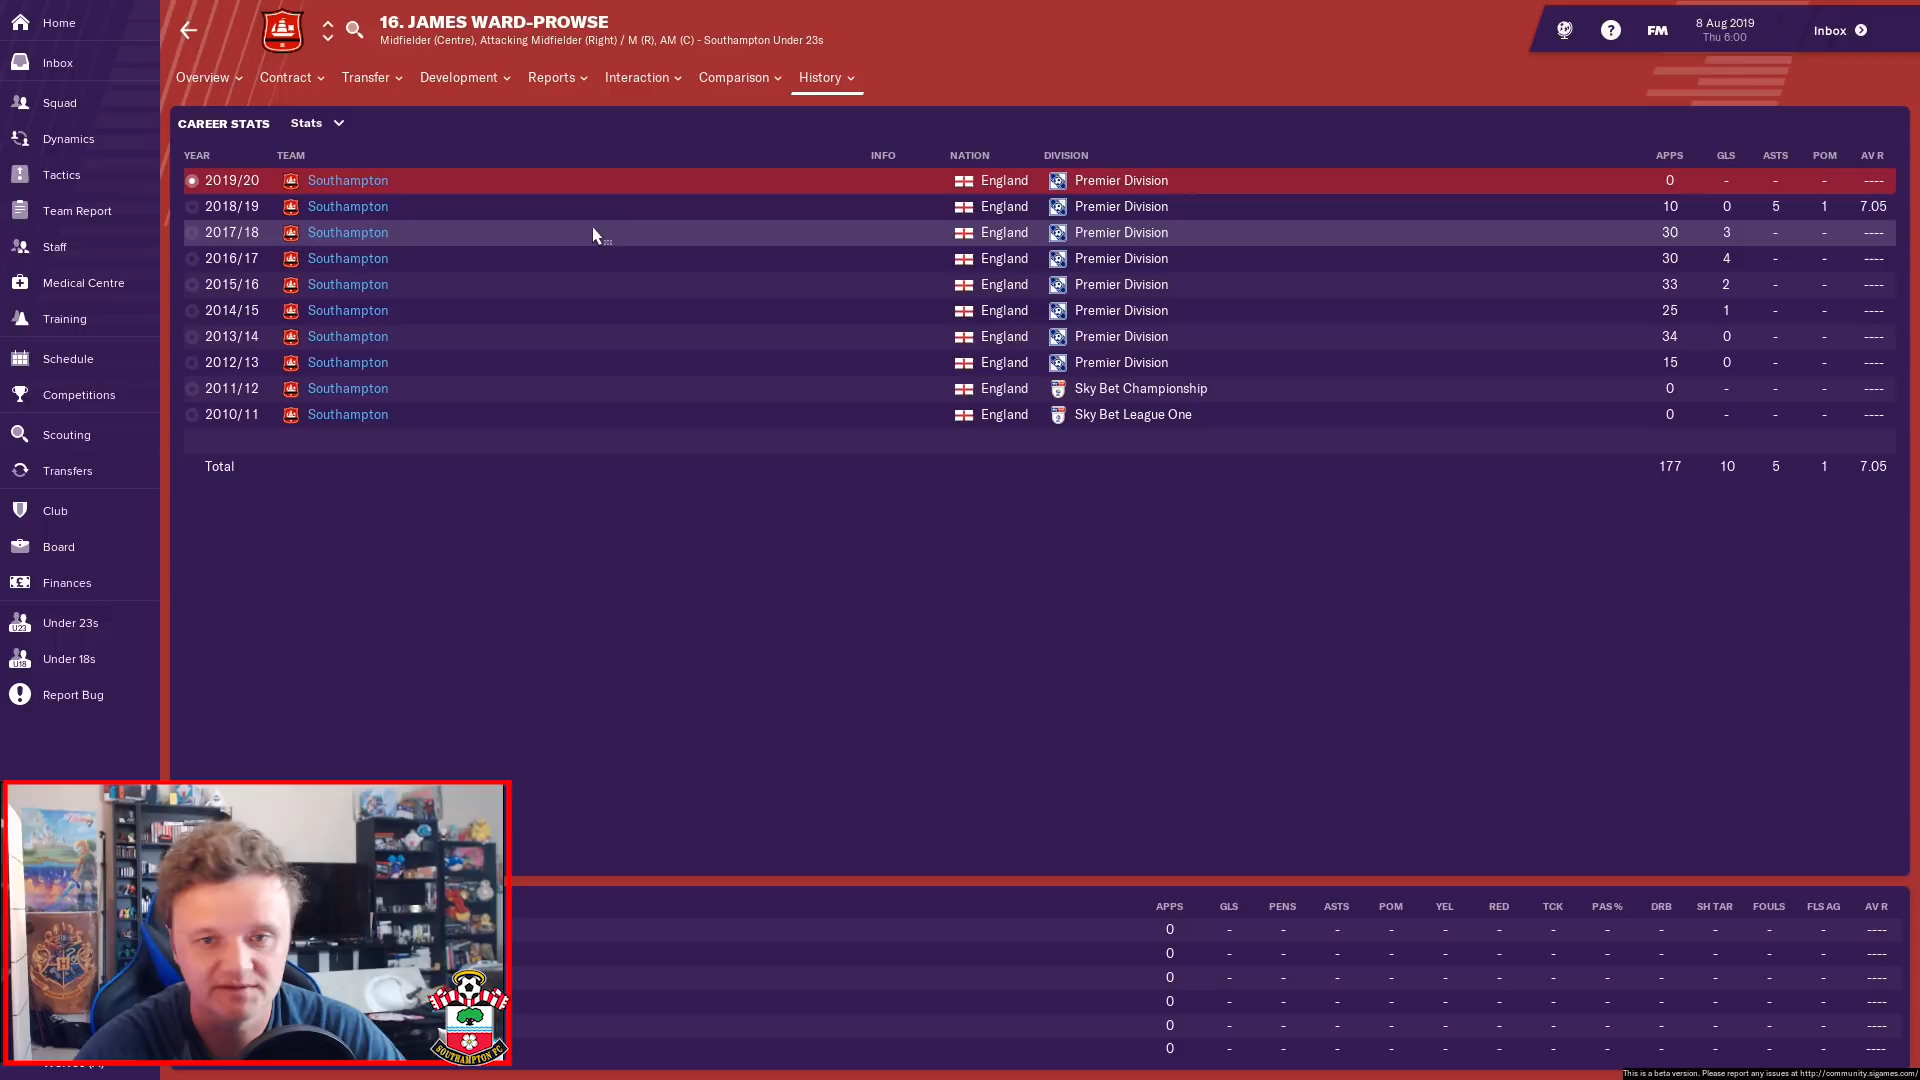 Home
Inbox
Squad
Dynamics
Tactics
Team Report
Staff
Medical Centre
Training
Schedule
Competitions
Scouting
Transfers
Club
Board
Finances
U23 Under 23s
U18 Under 18s
Report Bug
16. JAMES WARD-PROWSE
Midfielder (Centre), Attacking Midfielder (Right) / M (R), AM (C) - Southampton Under 23s
FM
8 Aug 2019
Thu 6:00
Inbox
Overview Contract Transfer Development Reports Interaction Comparison History
CAREER STATS Stats
YEAR TEAM INFO NATION DIVISION APPS GLS ASTS POM AV R
2019/20 Southampton England Premier Division 0 - - - ----
2018/19 Southampton England Premier Division 10 0 5 1 7.05
2017/18 Southampton England Premier Division 30 3 - - ----
2016/17 Southampton England Premier Division 30 4 - - ----
2015/16 Southampton England Premier Division 33 2 - - ----
2014/15 Southampton England Premier Division 25 1 - - ----
2013/14 Southampton England Premier Division 34 0 - - ----
2012/13 Southampton England Premier Division 15 0 - - ----
2011/12 Southampton England Sky Bet Championship 0 - - - ----
2010/11 Southampton England Sky Bet League One 0 - - - ----
Total 177 10 5 1 7.05
APPS GLS PENS ASTS POM YEL RED TCK PAS % DRB SH TAR FOULS FLS AG AV R
0 - - - - - - - - - - - - ----
0 - - - - - - - - - - - - ----
0 - - - - - - - - - - - - ----
0 - - - - - - - - - - - - ----
0 - - - - - - - - - - - - ----
0 - - - - - - - - - - - - ----
SOUTHAMPTON FC
This is a beta version. Please report any issues at http://community.sigames.com/